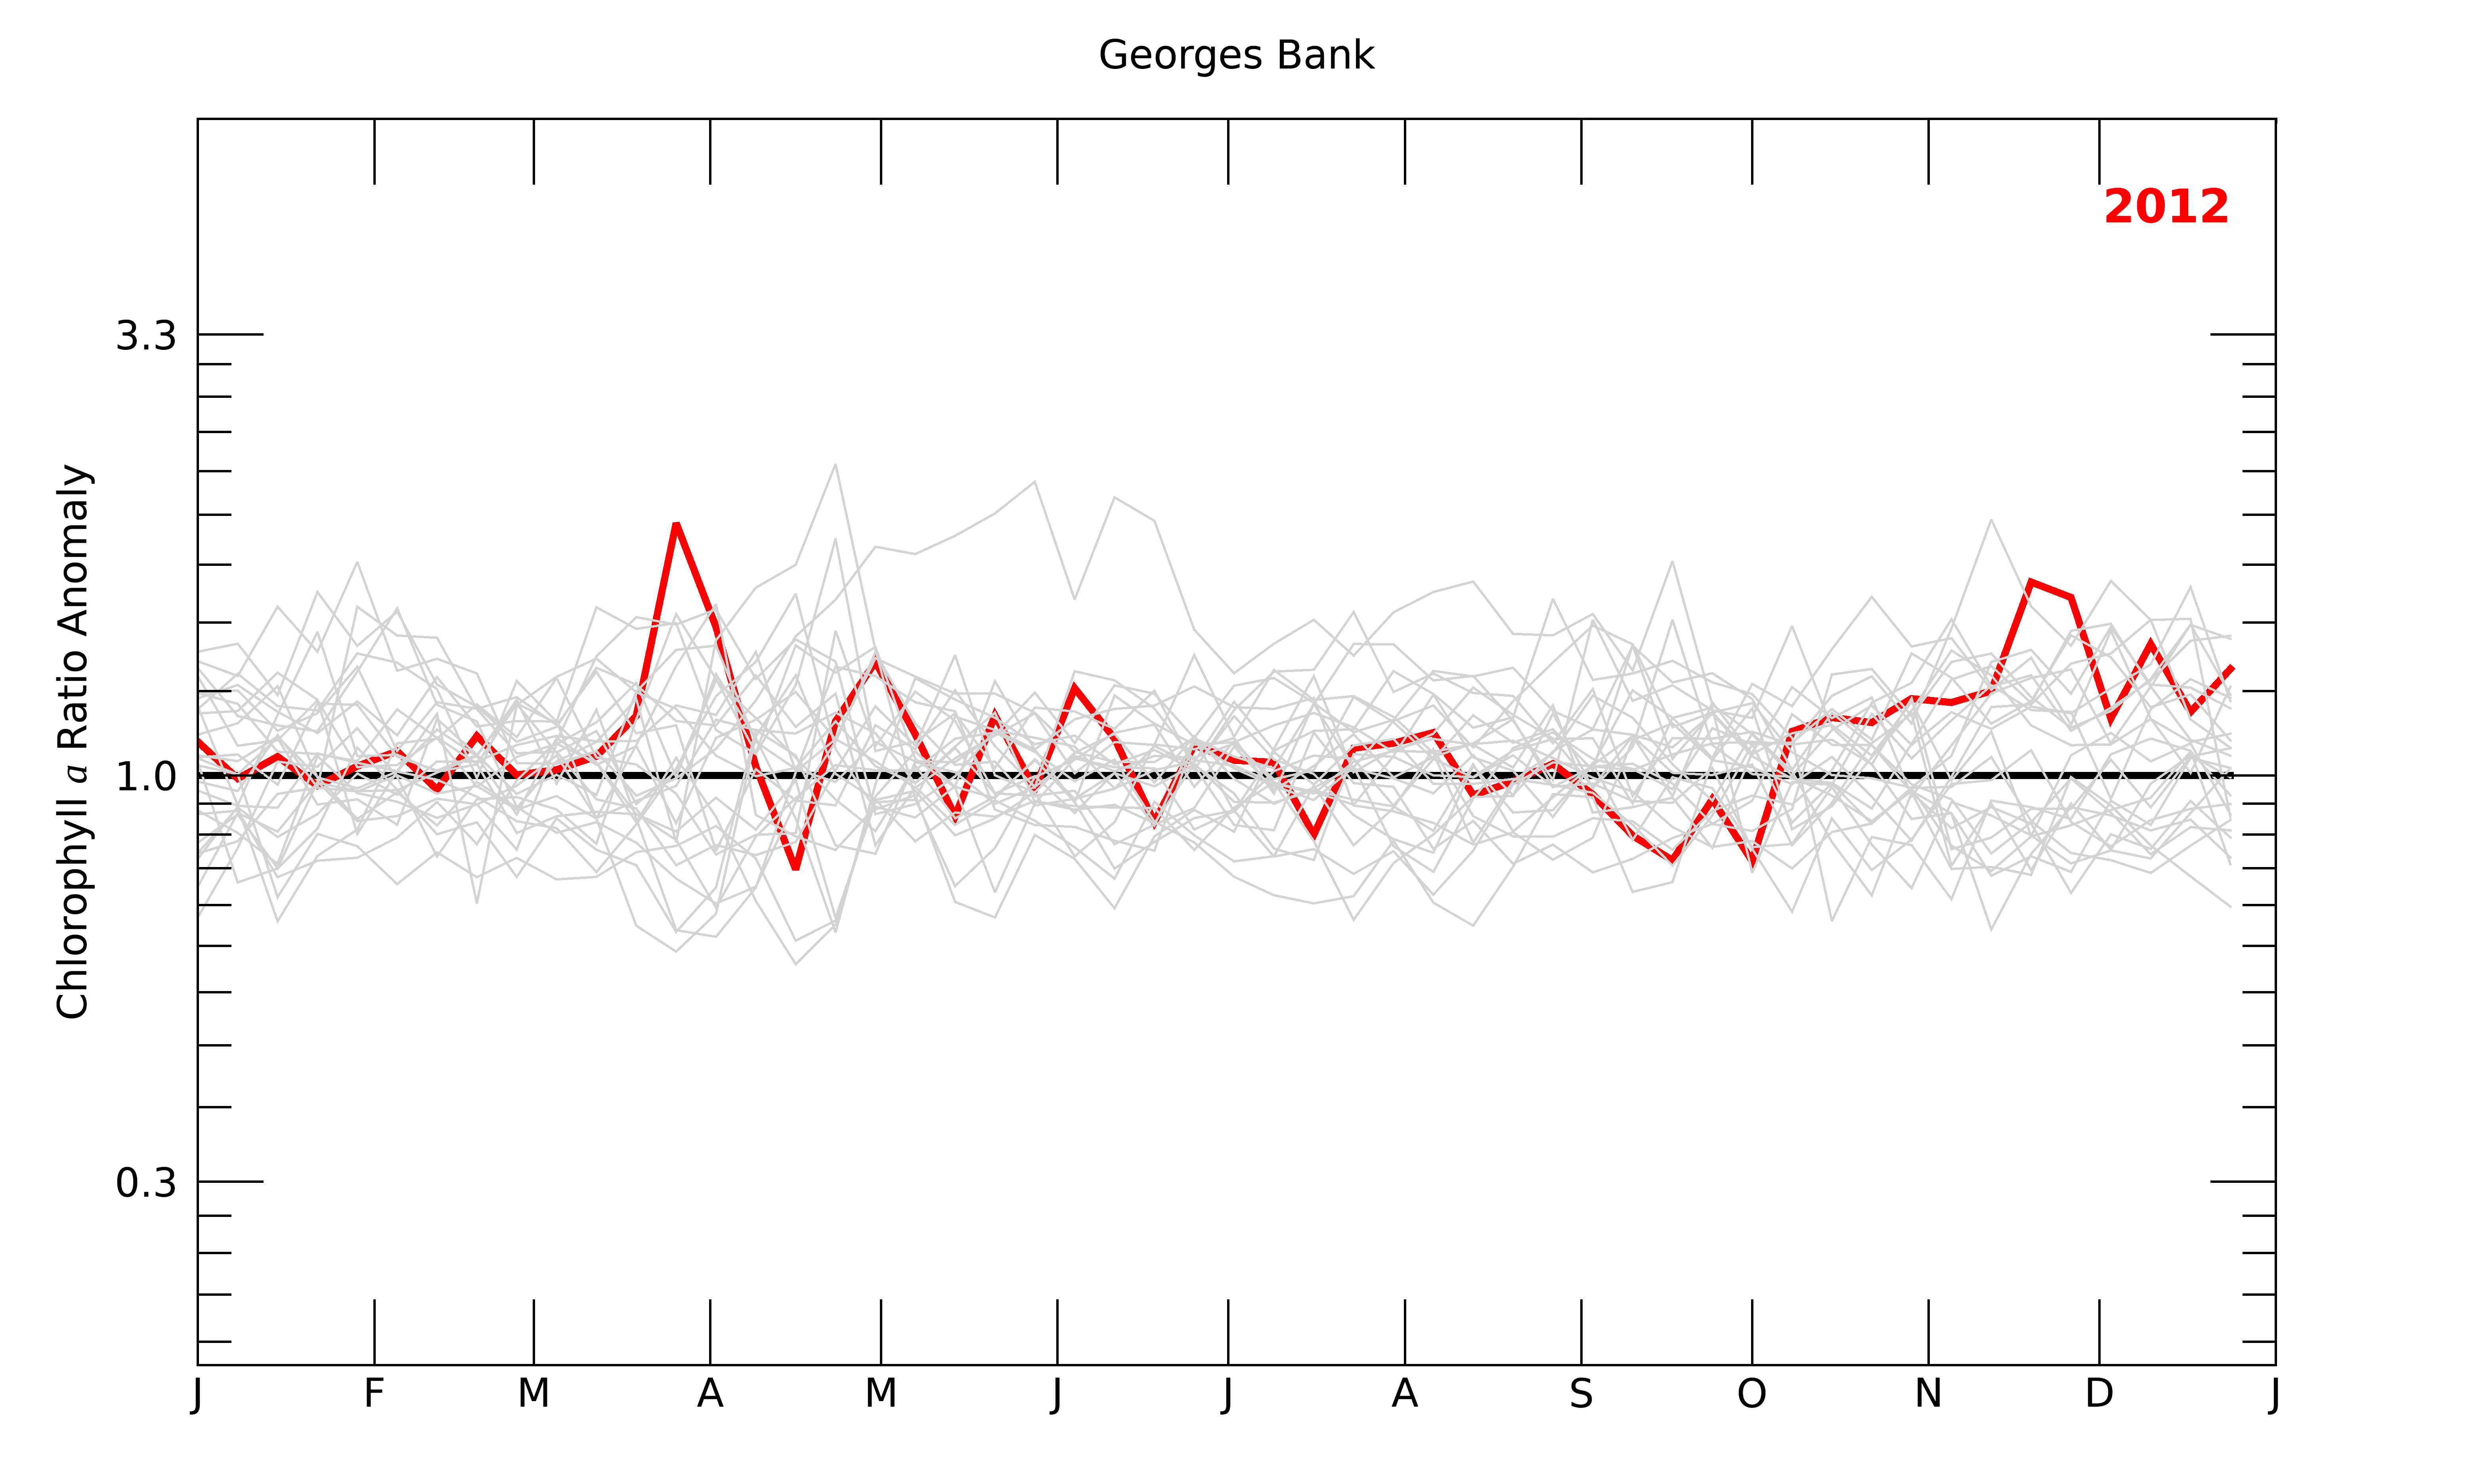 Georges Bank
2012
3.3
1.0
0.3
Chlorophyll a Ratio Anomaly
J F M A M J J A S O N D J